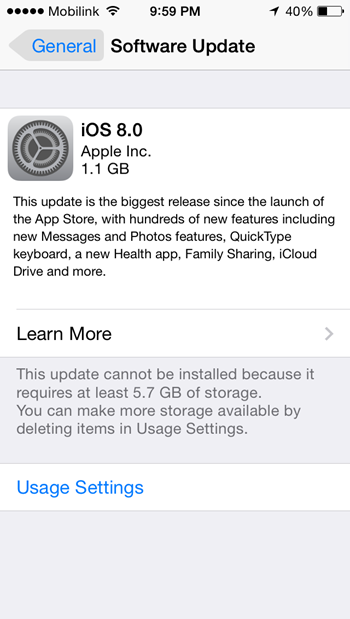 Mobilink 9:59 PM 40%
General Software Update
iOS 8.0
Apple Inc.
1.1 GB
This update is the biggest release since the launch of
the App Store, with hundreds of new features including
new Messages and Photos features, QuickType
keyboard, a new Health app, Family Sharing, iCloud
Drive and more.
Learn More
This update cannot be installed because it
requires at least 5.7 GB of storage.
You can make more storage available by
deleting items in Usage Settings.
Usage Settings